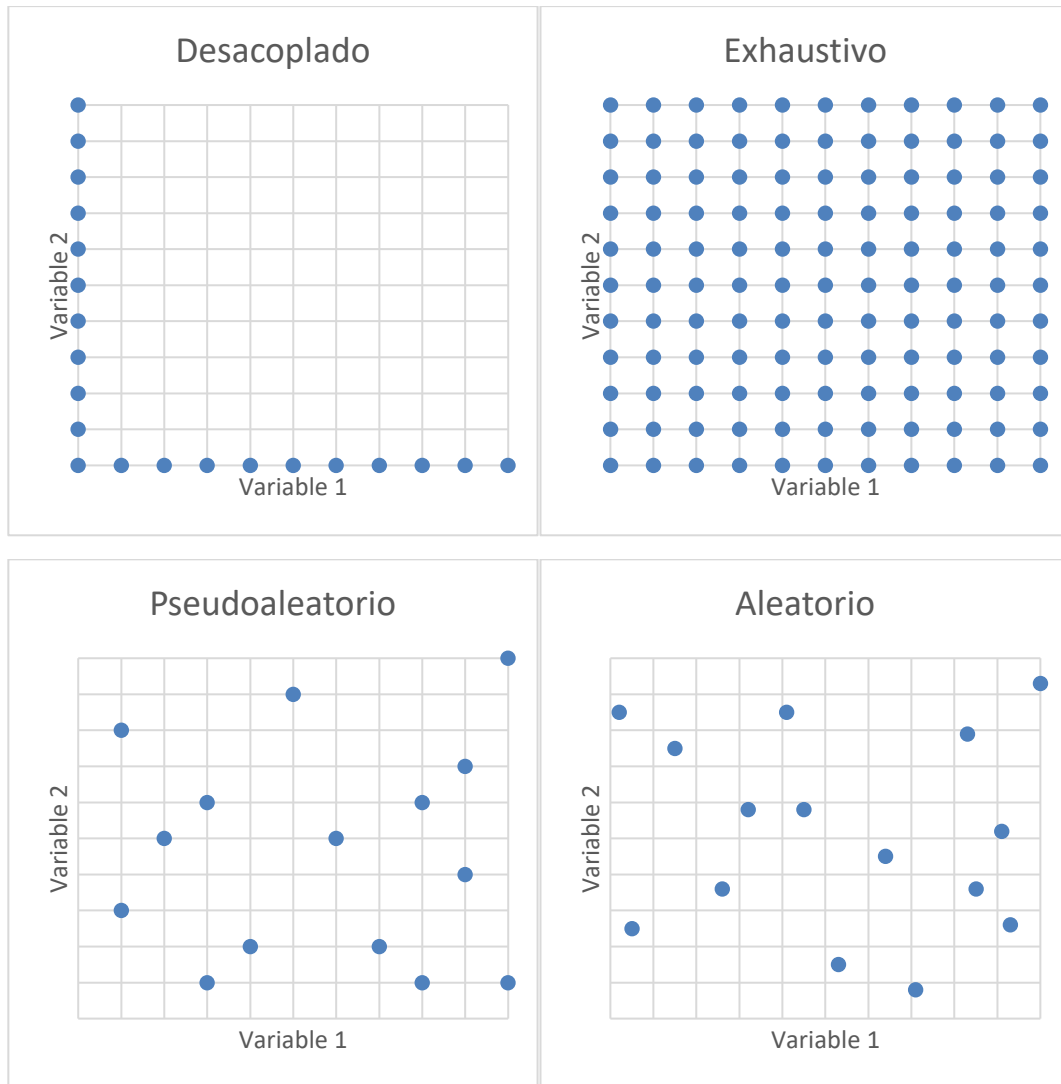 Desacoplado
Variable 2
Variable 1
Exhaustivo
Variable 2
Variable 1
Pseudoaleatorio
Variable 2
Variable 1
Aleatorio
Variable 2
Variable 1